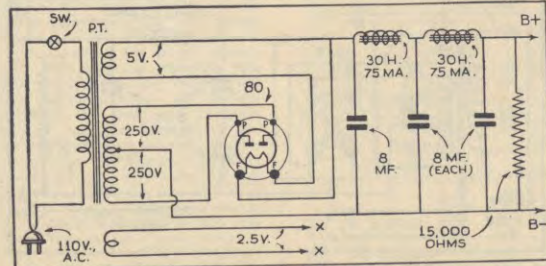 SW.
P.T.
5 V.
80
P
P
F
F
250V.
250V
110V.,
A.C.
2.5V.
X
X
30 H.
75 MA.
30 H.
75 MA.
B+
8
MF.
8 MF.
(EACH)
15,000
OHMS
B-